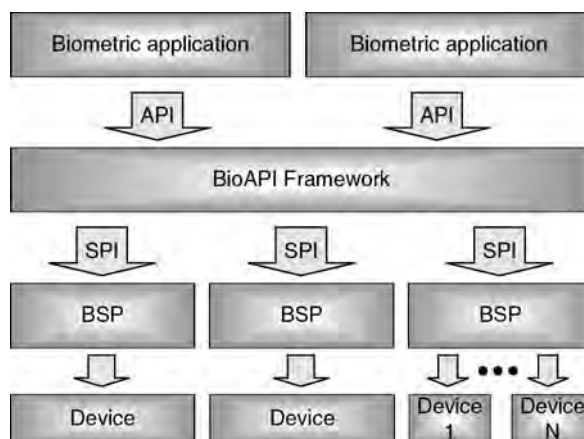 Biometric application Biometric application
API API
BioAPI Framework
SPI SPI SPI
BSP BSP BSP
Device Device Device 1 Device N